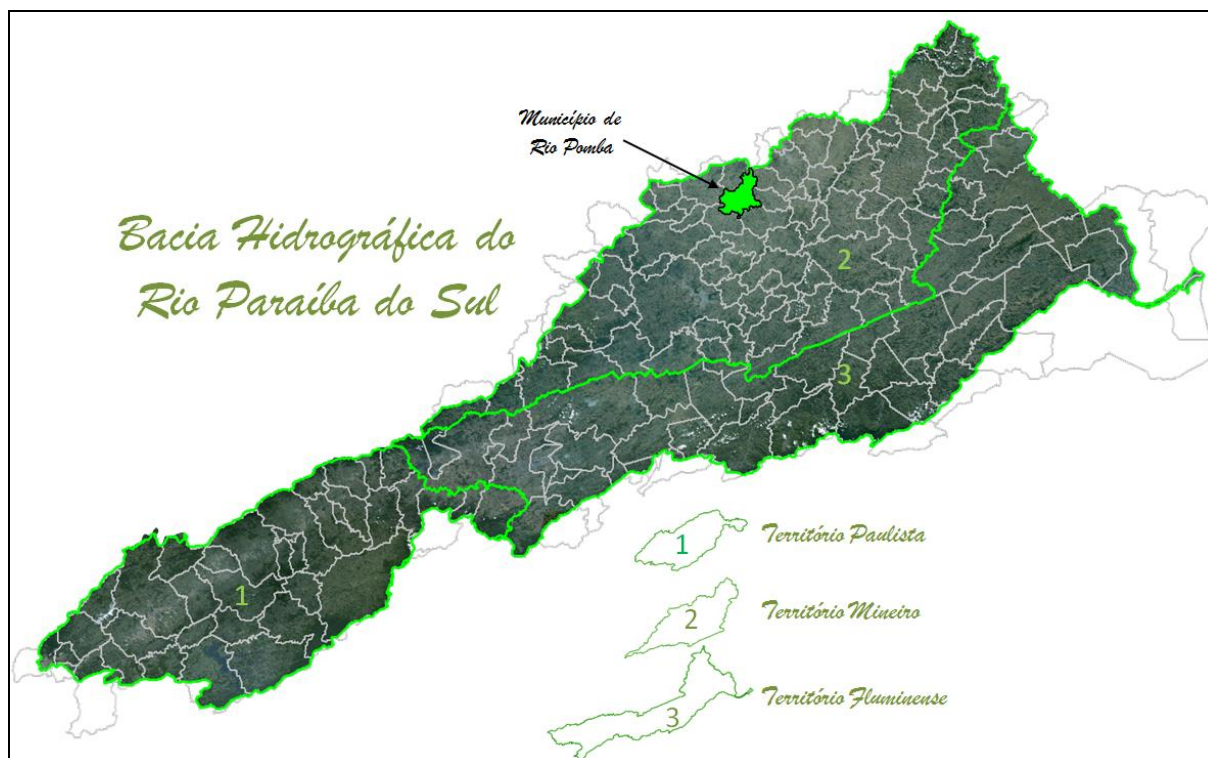 Município de
Rio Pomba
Bacia Hidrográfica do
Rio Paraíba do Sul
2
3
1
1
Território Paulista
2
Território Mineiro
3
Território Fluminense